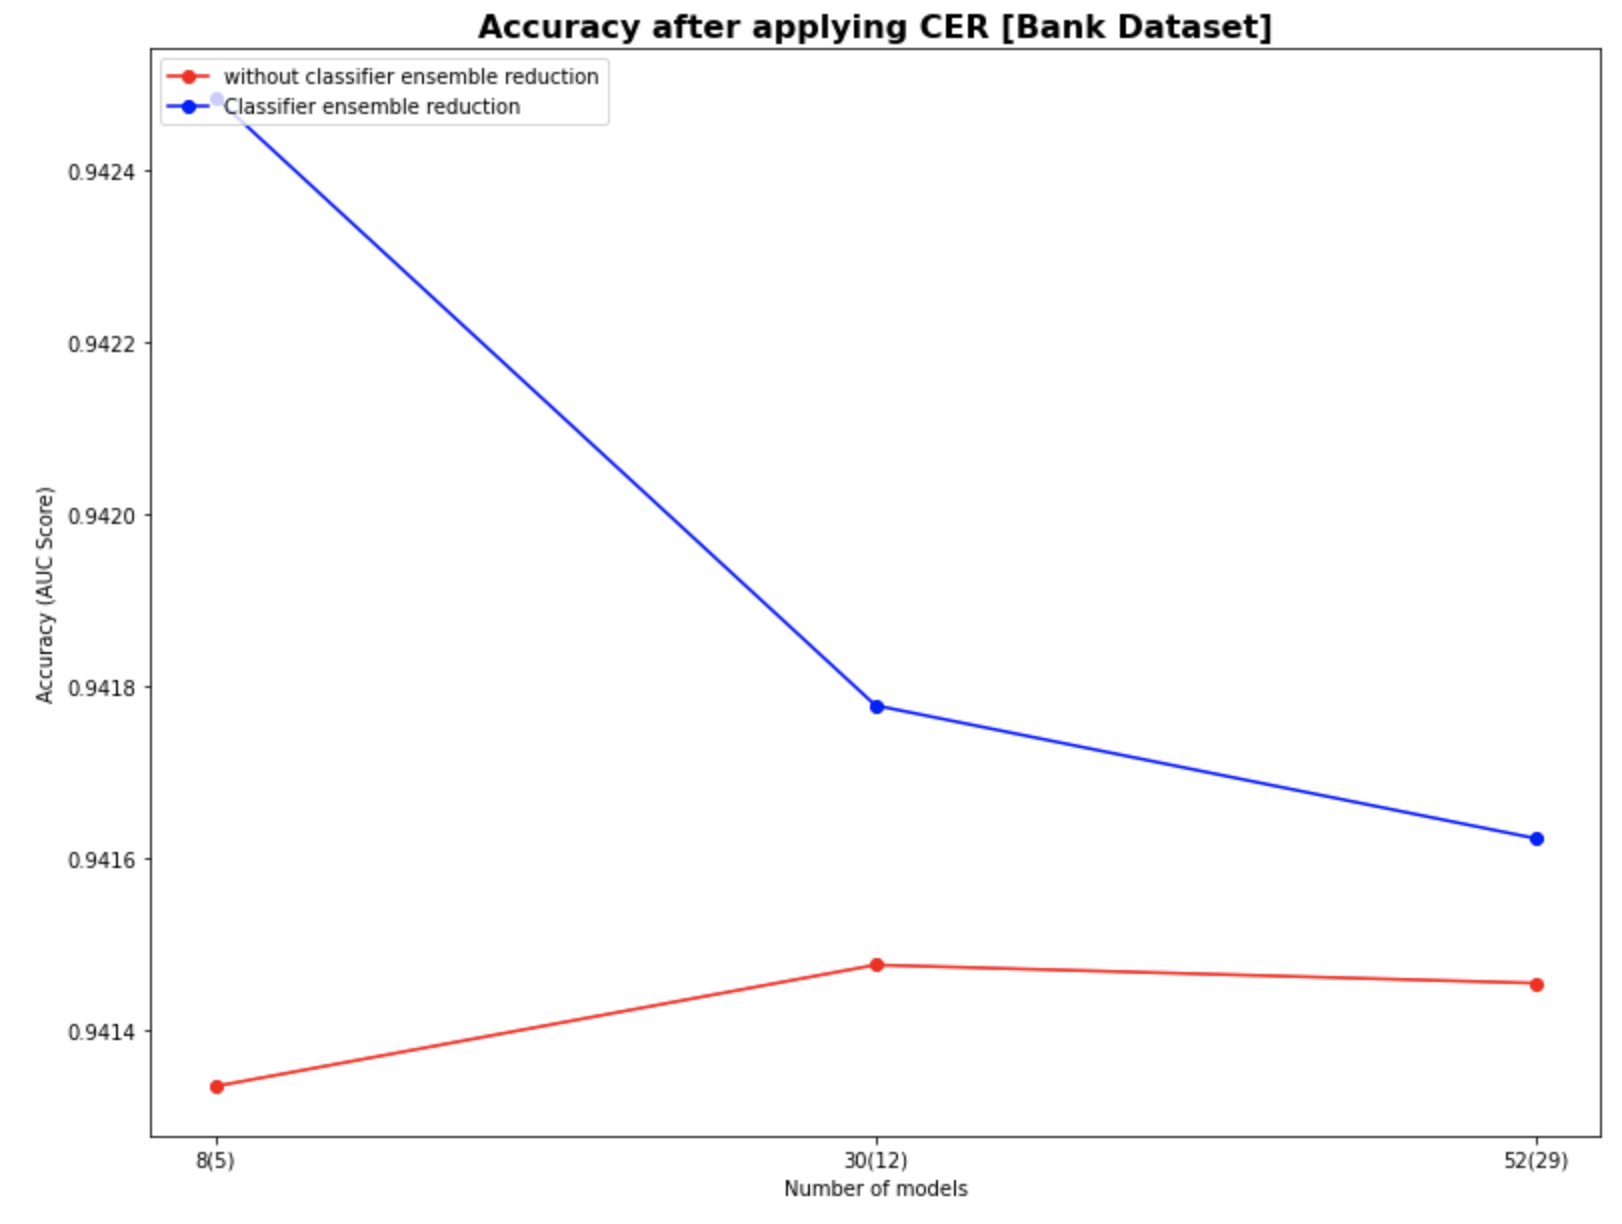 Accuracy after applying CER [Bank Dataset]
without classifier ensemble reduction
Classifier ensemble reduction
0.9424
0.9422
0.9420
0.9418
0.9416
0.9414
Accuracy (AUC Score)
8(5)
30(12)
52(29)
Number of models